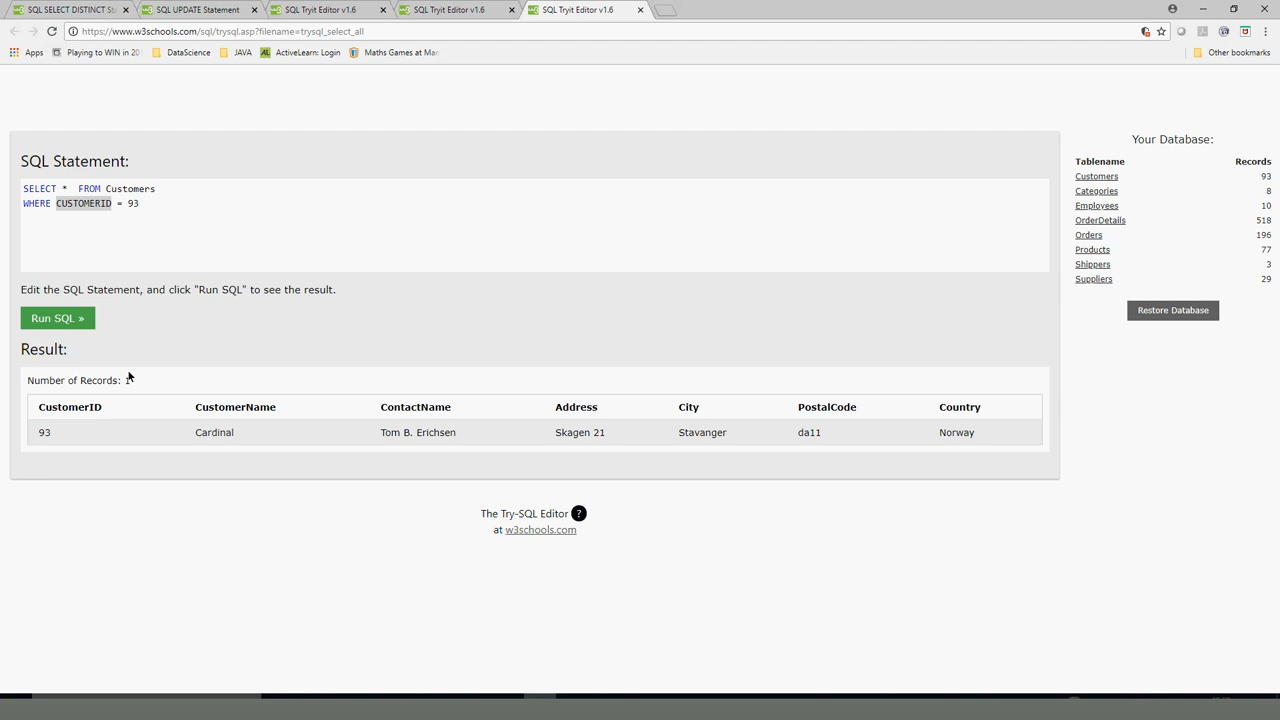 SQL SELECT DISTINCT Sta
SQL UPDATE Statement
SQL Tryit Editor v1.6
SQL Tryit Editor v1.6
SQL Tryit Editor v1.6
https://www.w3schools.com/sql/trysql.asp?filename=trysql_select_all
Apps
Playing to WIN in 20
DataScience
JAVA
ActiveLearn: Login
Maths Games at Man
Other bookmarks
SQL Statement:
SELECT * FROM Customers
WHERE CUSTOMERID = 93
Edit the SQL Statement, and click "Run SQL" to see the result.
Run SQL »
Result:
Number of Records: 1
CustomerID CustomerName ContactName Address City PostalCode Country
93 Cardinal Tom B. Erichsen Skagen 21 Stavanger da11 Norway
The Try-SQL Editor ?
at w3schools.com
Your Database:
Tablename Records
Customers 93
Categories 8
Employees 10
OrderDetails 518
Orders 196
Products 77
Shippers 3
Suppliers 29
Restore Database